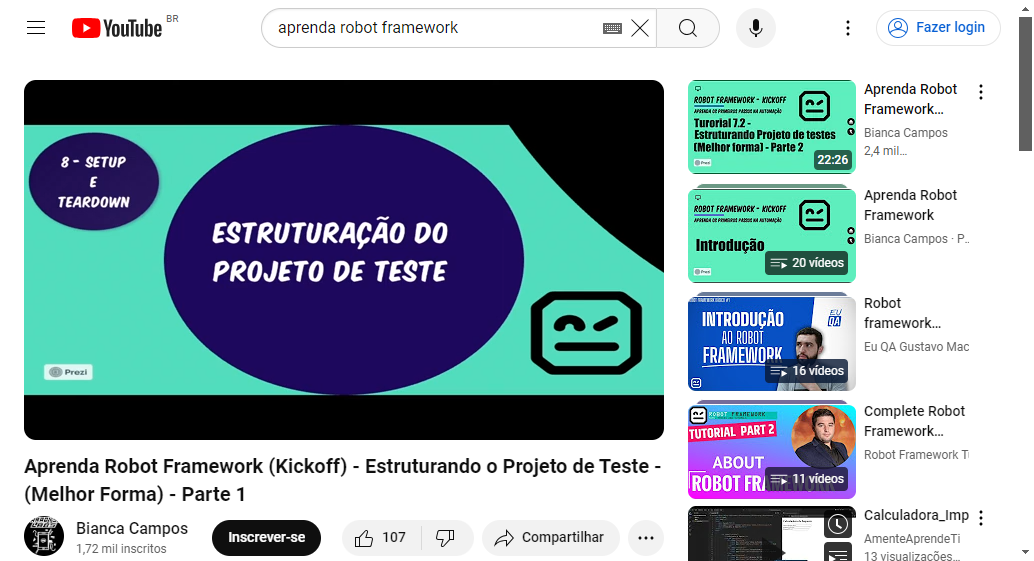 YouTube BR
aprenda robot framework
Fazer login
8 - SETUP
E
TEARDOWN
ESTRUTURAÇÃO DO
PROJETO DE TESTE
Prezi
Aprenda Robot Framework (Kickoff) - Estruturando o Projeto de Teste -
(Melhor Forma) - Parte 1
Bianca Campos
1,72 mil inscritos
Inscrever-se
107
Compartilhar
ROBOT FRAMEWORK - KICKOFF
APRENDA OS PRIMEIROS PASSOS NA AUTOMAÇÃO
Turorial 7.2 -
Estruturando Projeto de testes
(Melhor forma) - Parte 2
Prezi
22:26
Aprenda Robot
Framework...
Bianca Campos
2,4 mil...
ROBOT FRAMEWORK - KICKOFF
APRENDA OS PRIMEIROS PASSOS NA AUTOMAÇÃO
Introdução
Prezi
20 vídeos
Aprenda Robot
Framework
Bianca Campos · P...
ROBOT FRAMEWORK BÁSICO #1
INTRODUÇÃO
AO ROBOT
FRAMEWORK
EU
QA
16 vídeos
Robot
framework...
Eu QA Gustavo Mac
ROBOT FRAMEWORK
TUTORIAL PART 2
ABOUT
ROBOT FRA
11 vídeos
Complete Robot
Framework...
Robot Framework Tu
Calculadora_Imp
AmenteAprendeTi
13 visualizações...